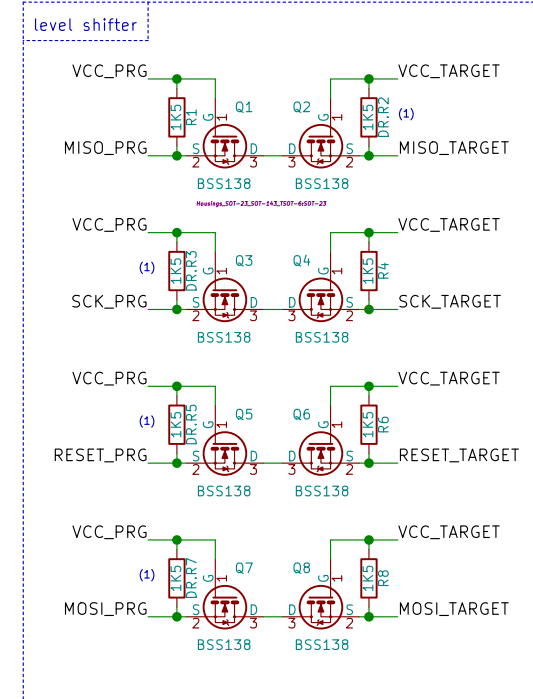 level shifter
VCC_PRG
VCC_TARGET
1K5
R1
G
1
Q1
Q2
G
1
1K5
DR.R2
(1)
MISO_PRG
S
2
D
3
D
3
S
2
MISO_TARGET
BSS138
BSS138
Housings_SOT-23_SOT-143_TSOT-6:SOT-23
VCC_PRG
VCC_TARGET
(1)
1K5
DR.R3
G
1
Q3
Q4
G
1
1K5
R4
SCK_PRG
S
2
D
3
D
3
S
2
SCK_TARGET
BSS138
BSS138
VCC_PRG
VCC_TARGET
(1)
1K5
DR.R5
G
1
Q5
Q6
G
1
1K5
R6
RESET_PRG
S
2
D
3
D
3
S
2
RESET_TARGET
BSS138
BSS138
VCC_PRG
VCC_TARGET
(1)
1K5
DR.R7
G
1
Q7
Q8
G
1
1K5
R8
MOSI_PRG
S
2
D
3
D
3
S
2
MOSI_TARGET
BSS138
BSS138